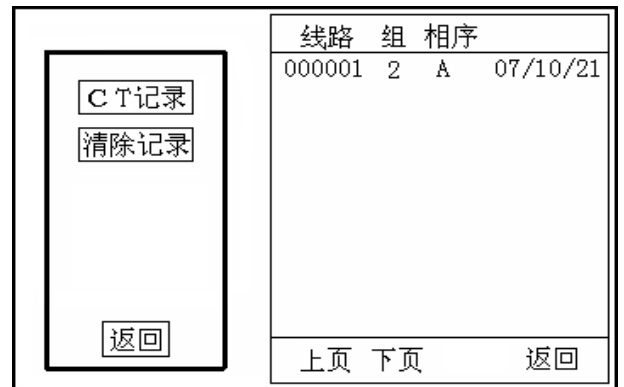 CT记录
清除记录
返回
线路 组 相序
000001 2 A 07/10/21
上页 下页 返回